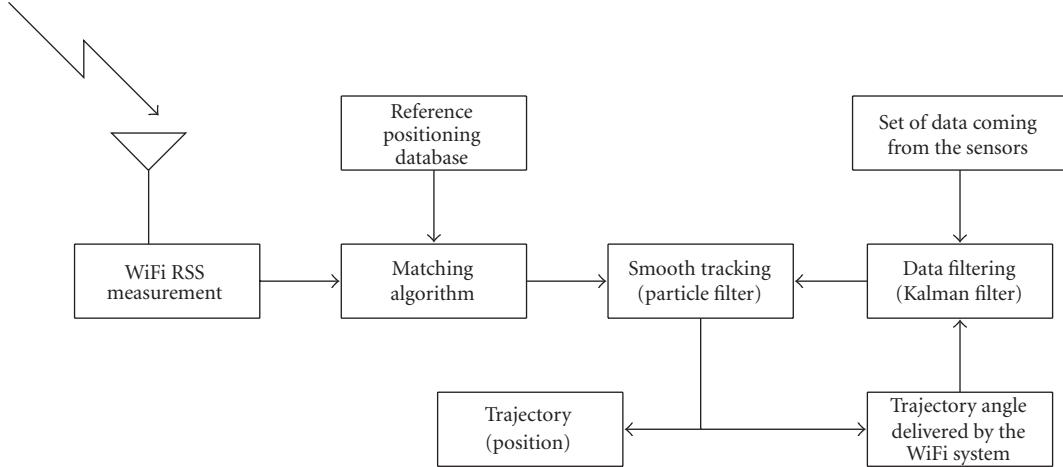 Reference
positioning
database
Set of data coming
from the sensors
WiFi RSS
measurement
Matching
algorithm
Smooth tracking
(particle filter)
Data filtering
(Kalman filter)
Trajectory
(position)
Trajectory angle
delivered by the
WiFi system